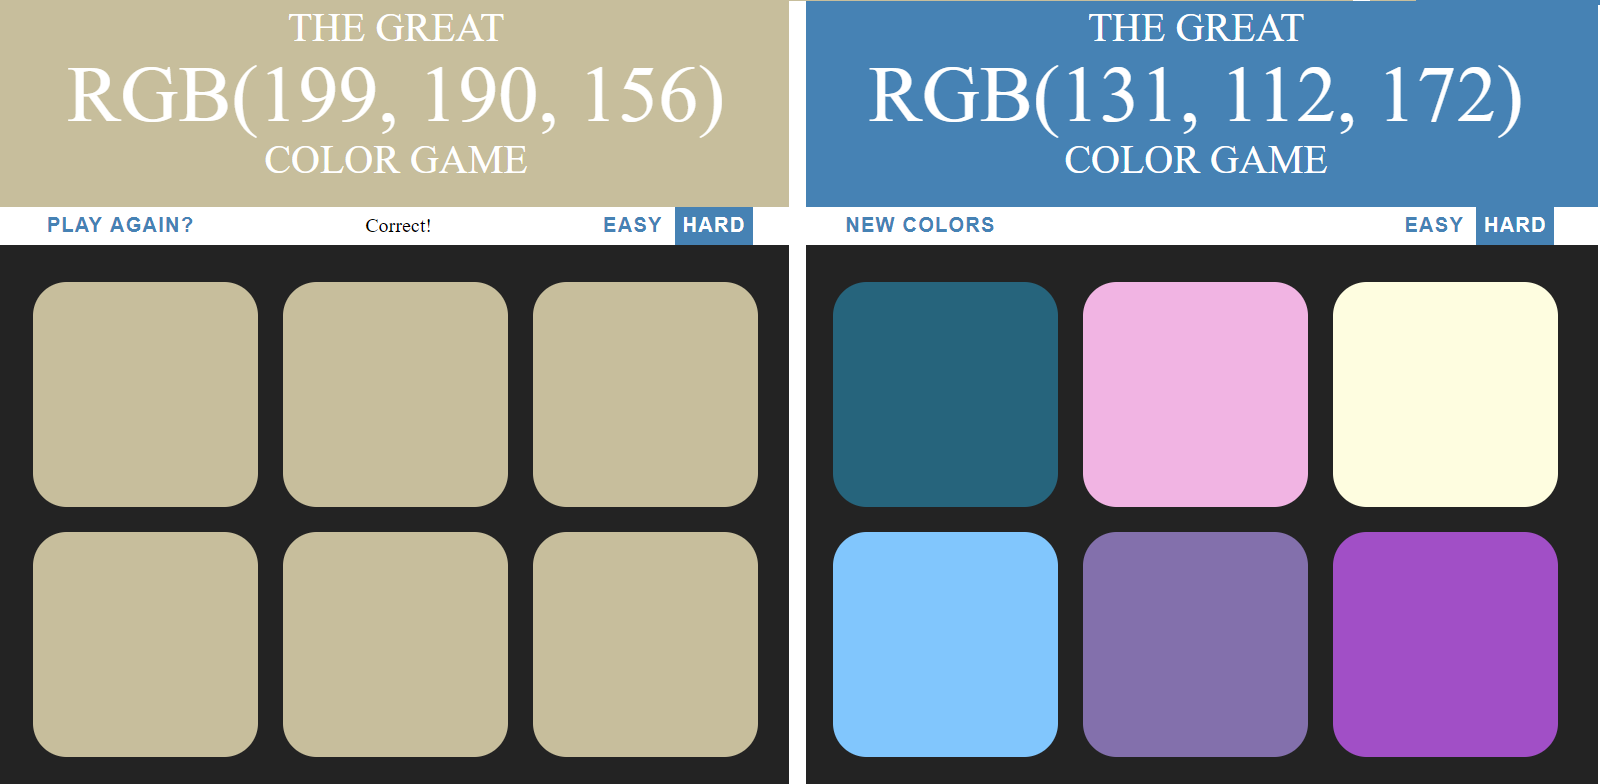 THE GREAT
RGB(199, 190, 156)
COLOR GAME
PLAY AGAIN? Correct! EASY HARD
THE GREAT
RGB(131, 112, 172)
COLOR GAME
NEW COLORS EASY HARD